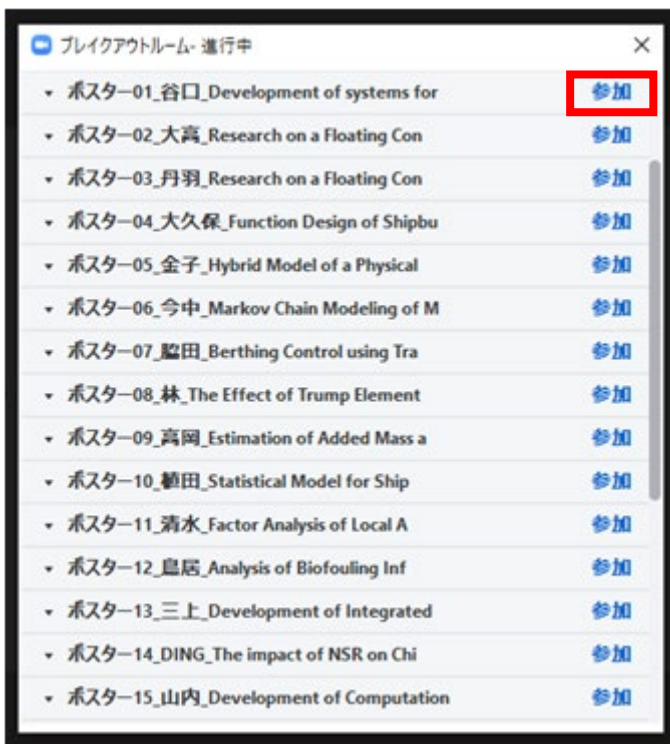 ブレイクアウトルーム- 進行中
ポスター01_谷口_Development of systems for 参加
ポスター02_大高_Research on a Floating Con 参加
ポスター03_丹羽_Research on a Floating Con 参加
ポスター04_大久保_Function Design of Shipbu 参加
ポスター05_金子_Hybrid Model of a Physical 参加
ポスター06_今中_Markov Chain Modeling of M 参加
ポスター07_脇田_Berthing Control using Tra 参加
ポスター08_林_The Effect of Trump Element 参加
ポスター09_高岡_Estimation of Added Mass a 参加
ポスター10_植田_Statistical Model for Ship 参加
ポスター11_清水_Factor Analysis of Local A 参加
ポスター12_鳥居_Analysis of Biofouling Inf 参加
ポスター13_三上_Development of Integrated 参加
ポスター14_DING_The impact of NSR on Chi 参加
ポスター15_山内_Development of Computation 参加